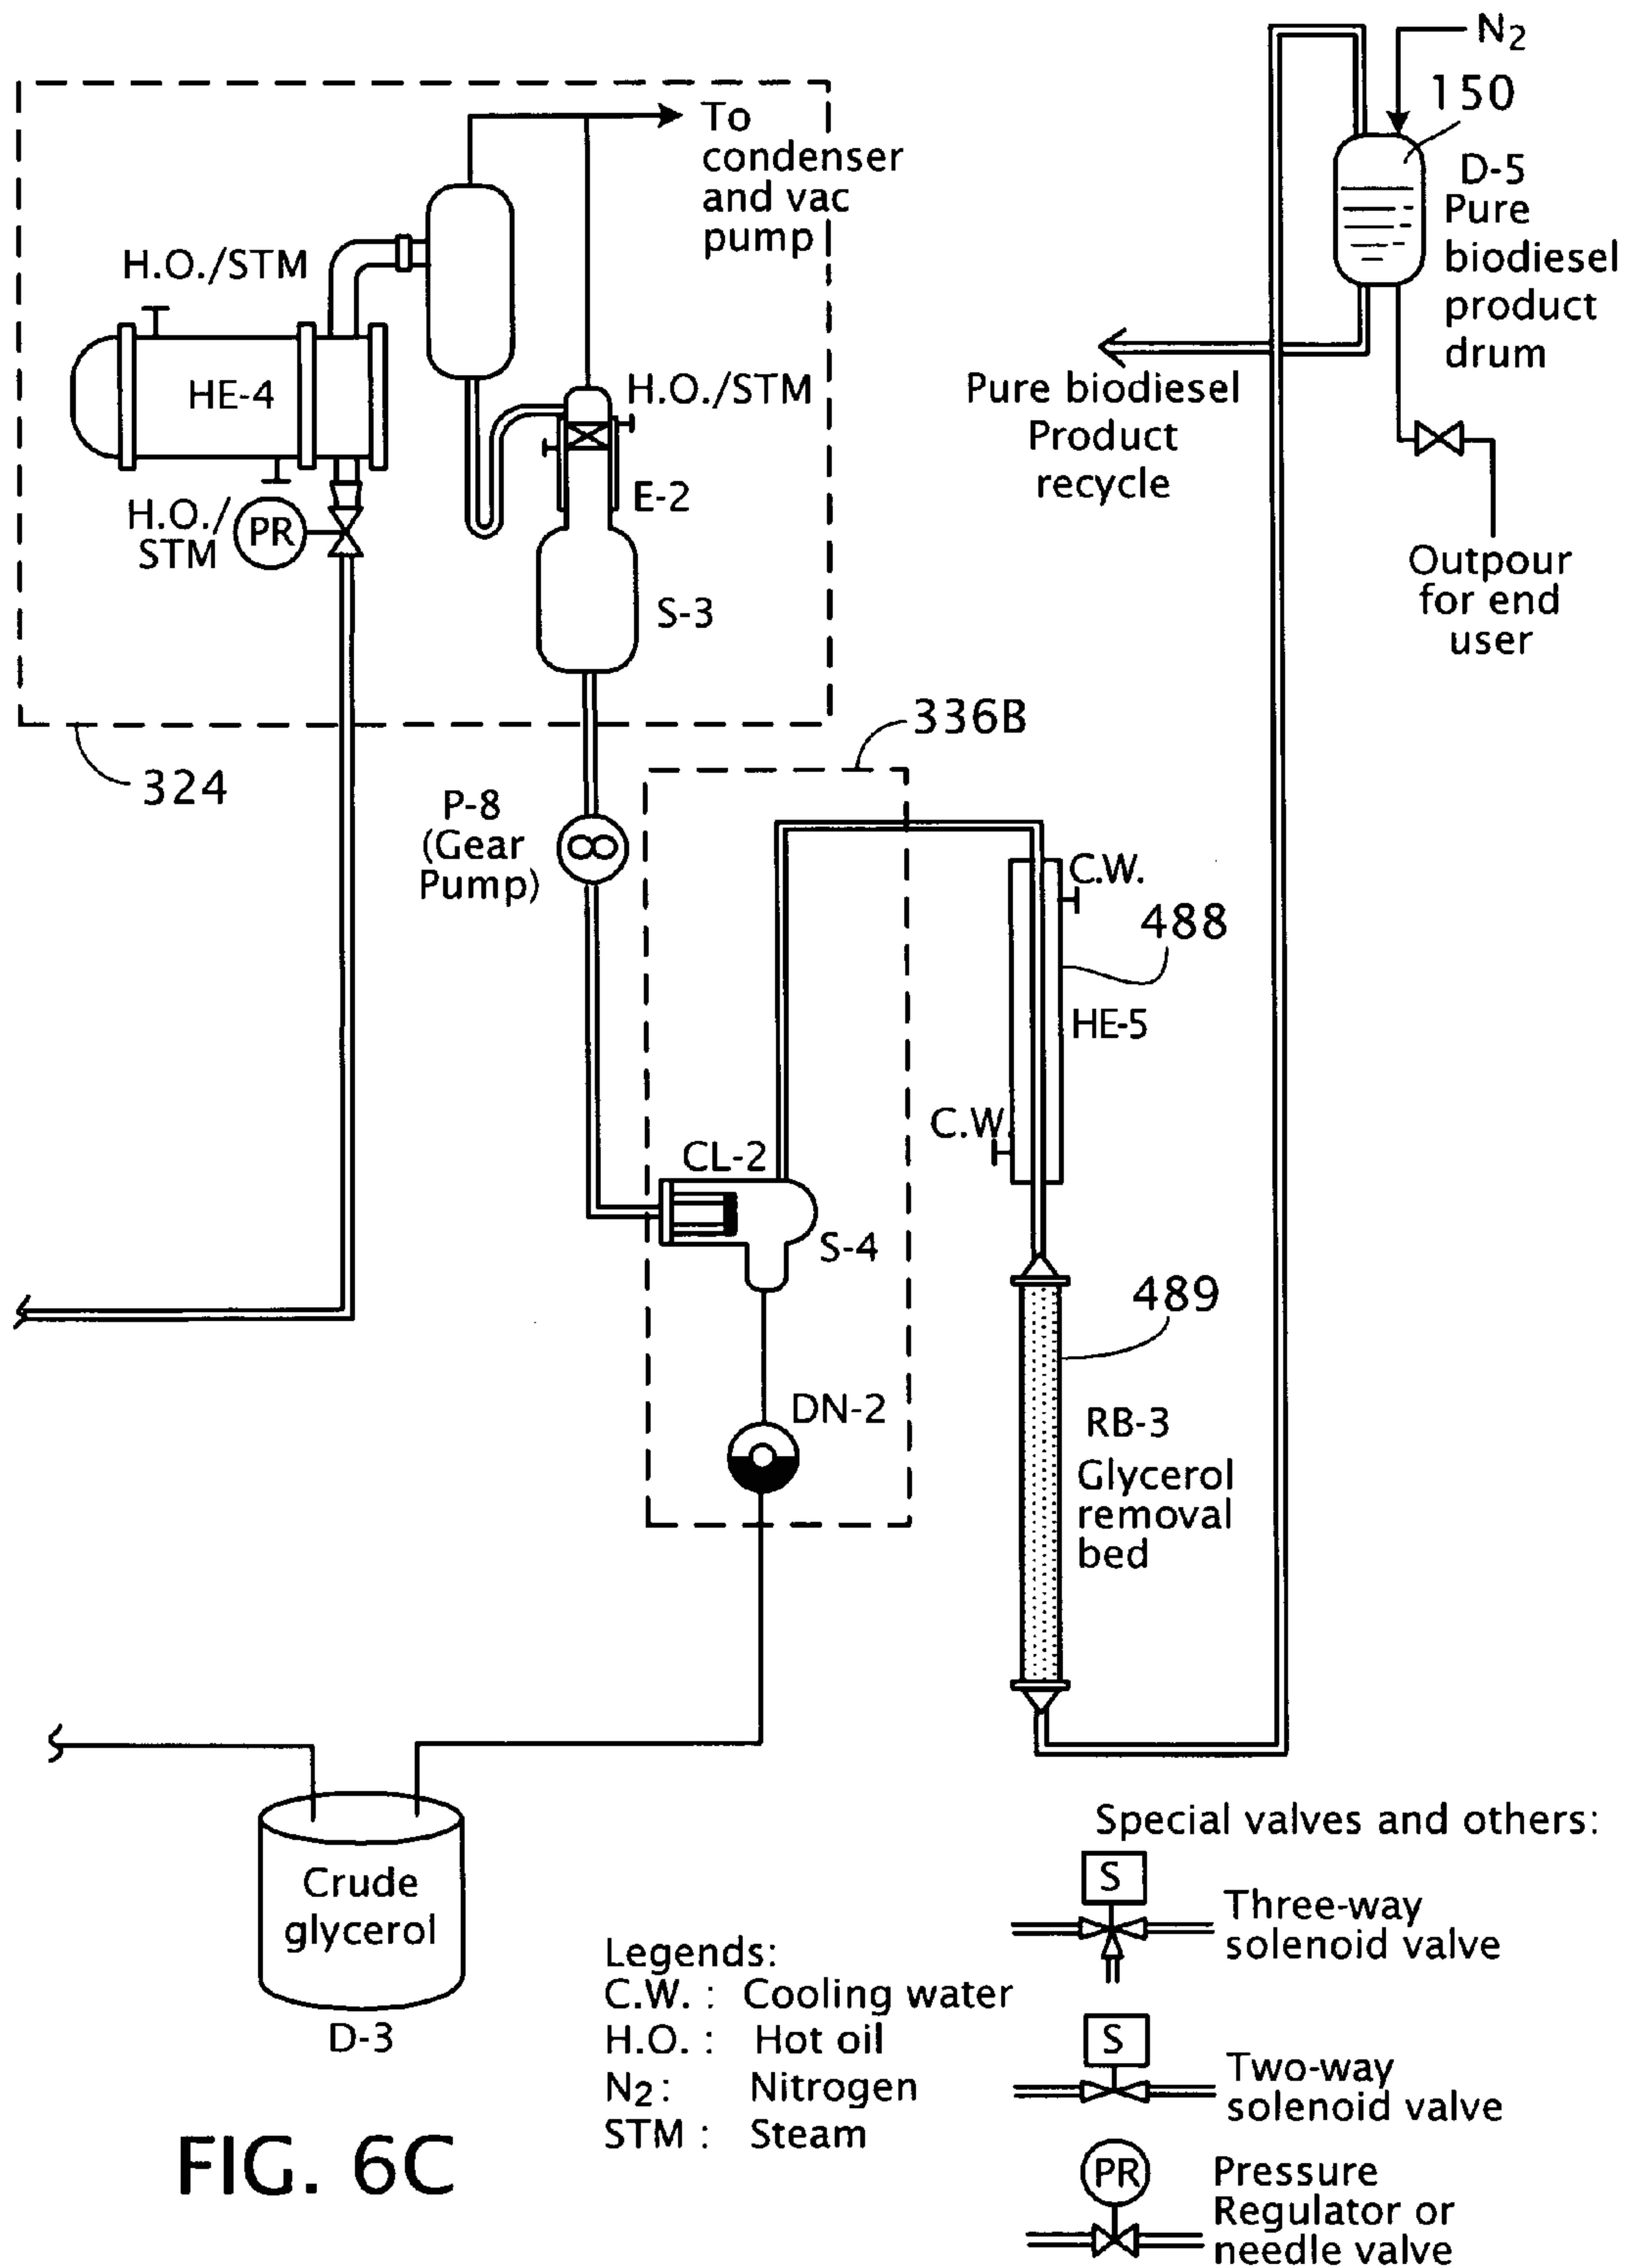 N2
150
D-5
Pure
biodiesel
product
drum
To
condenser
and vac
pump
H.O./STM
HE-4
H.O./STM
H.O./
STM
PR
E-2
S-3
324
Pure biodiesel
Product
recycle
Outpour
for end
user
336B
P-8
(Gear
Pump)
C.W.
488
HE-5
C.W.
CL-2
S-4
489
DN-2
RB-3
Glycerol
removal
bed
Crude
glycerol
D-3
Legends:
C.W. : Cooling water
H.O. : Hot oil
N2 : Nitrogen
STM : Steam
Special valves and others:
S
Three-way
solenoid valve
S
Two-way
solenoid valve
PR
Pressure
Regulator or
needle valve
FIG. 6C